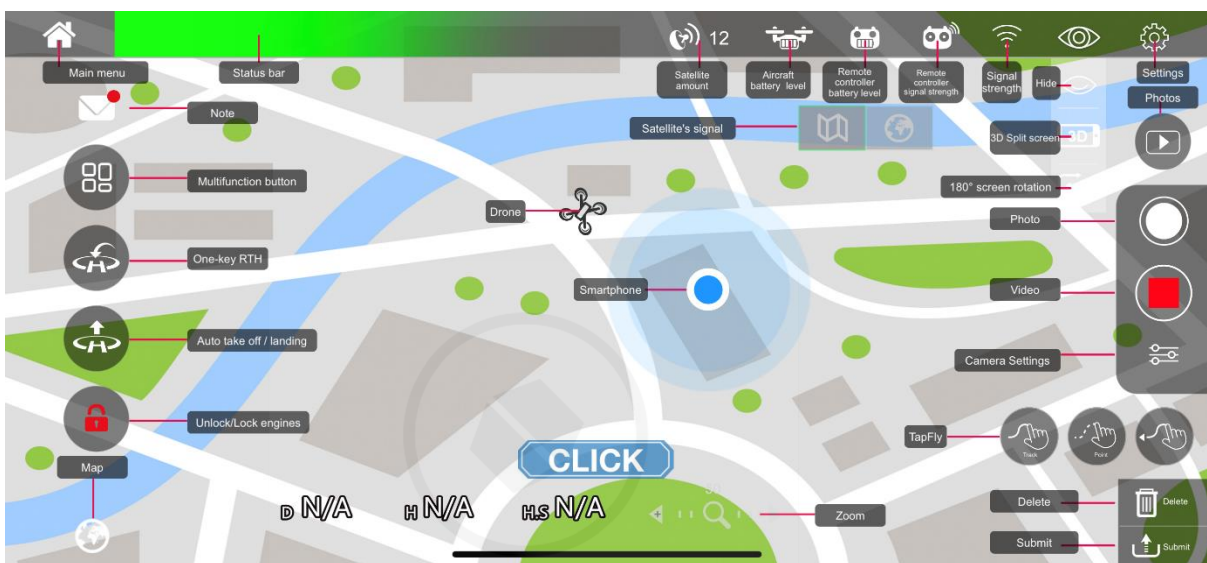 12
Main menu
Status bar
Satellite
amount
Aircraft
battery level
Remote
controller
battery level
Remote
controller
signal strength
Signal
strength
Hide
Settings
Photos
Note
Satellite's signal
3D Split screen
3D
Multifunction button
180° screen rotation
Drone
Photo
One-key RTH
Smartphone
Video
Auto take off / landing
Camera Settings
Unlock/Lock engines
TapFly
Track
Point
Map
CLICK
D N/A
H N/A
H.S N/A
Zoom
Delete
Delete
Submit
Submit